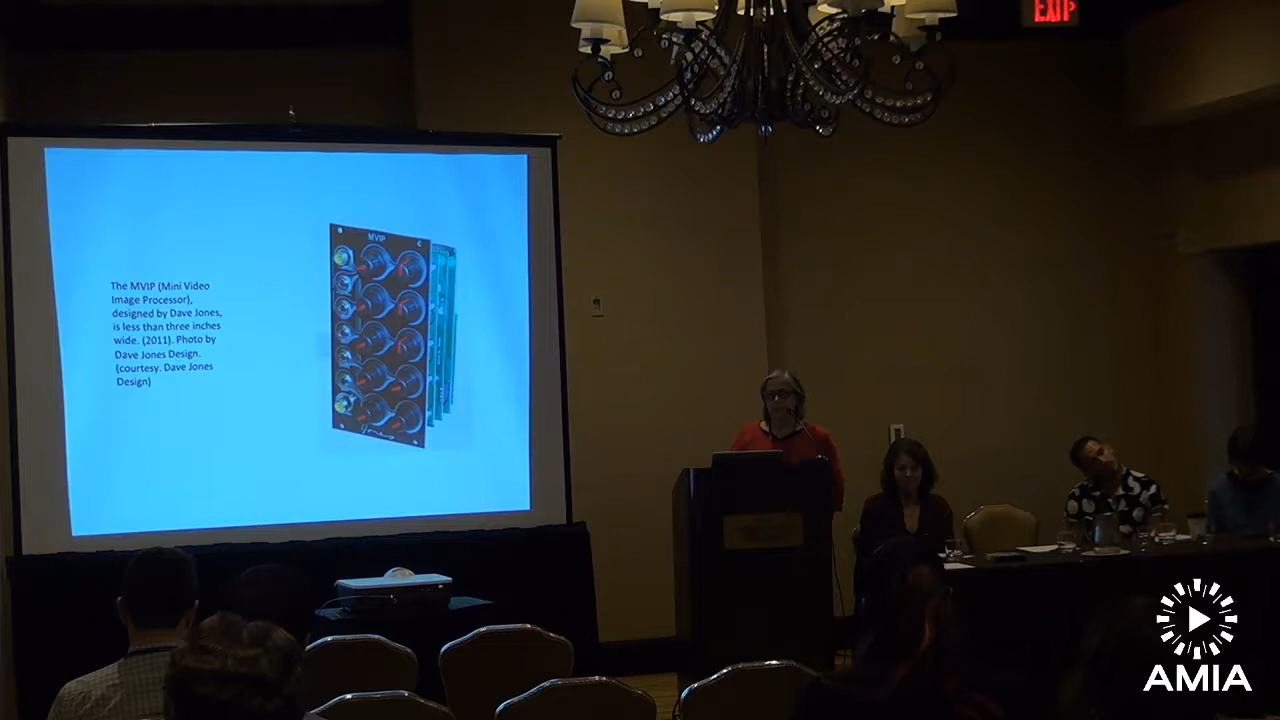 EXIT
MVIP
The MVIP (Mini Video
Image Processor),
designed by Dave Jones,
is less than three inches
wide. (2011). Photo by
Dave Jones Design.
(courtesy. Dave Jones
Design)
Jones
AMIA